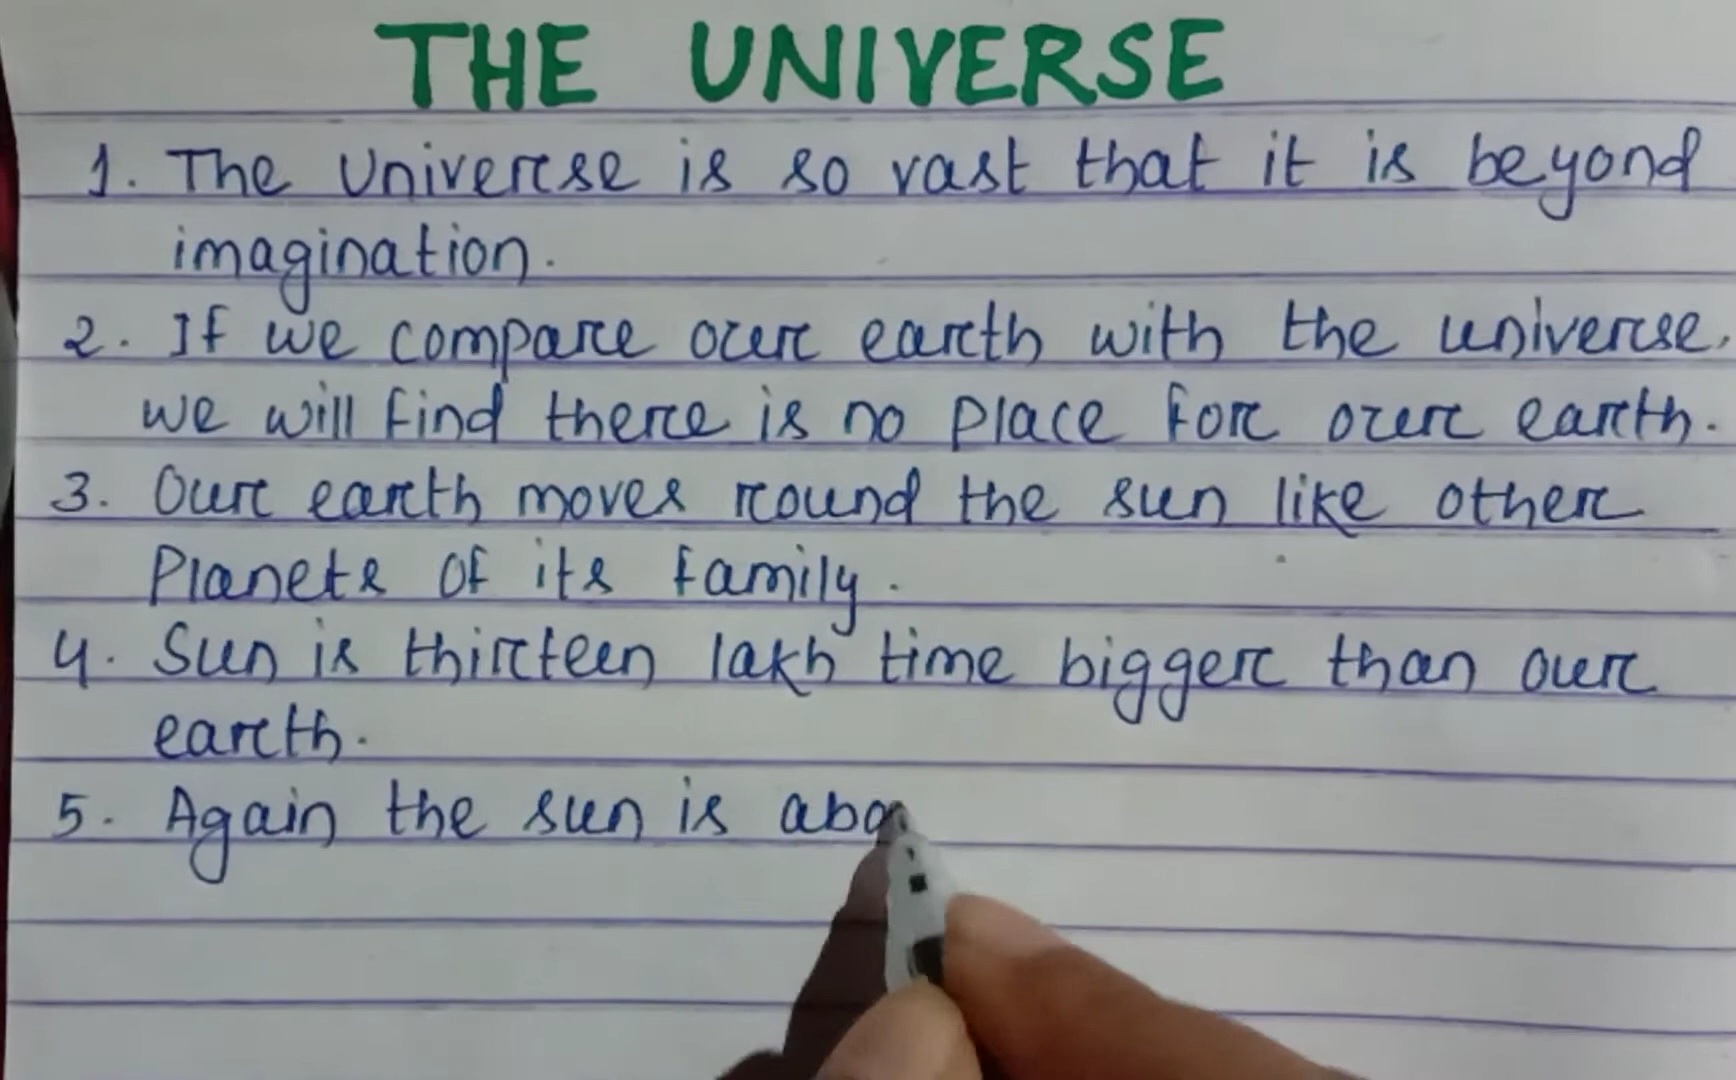 THE UNIVERSE
1. The Universe is so vast that it is beyond
imagination.
2. If we compare our earth with the universe,
we will find there is no place for our earth.
3. Our earth moves round the sun like other
Planets of its family.
4. Sun is thirteen lakh time bigger than our
earth.
5. Again the sun is abo